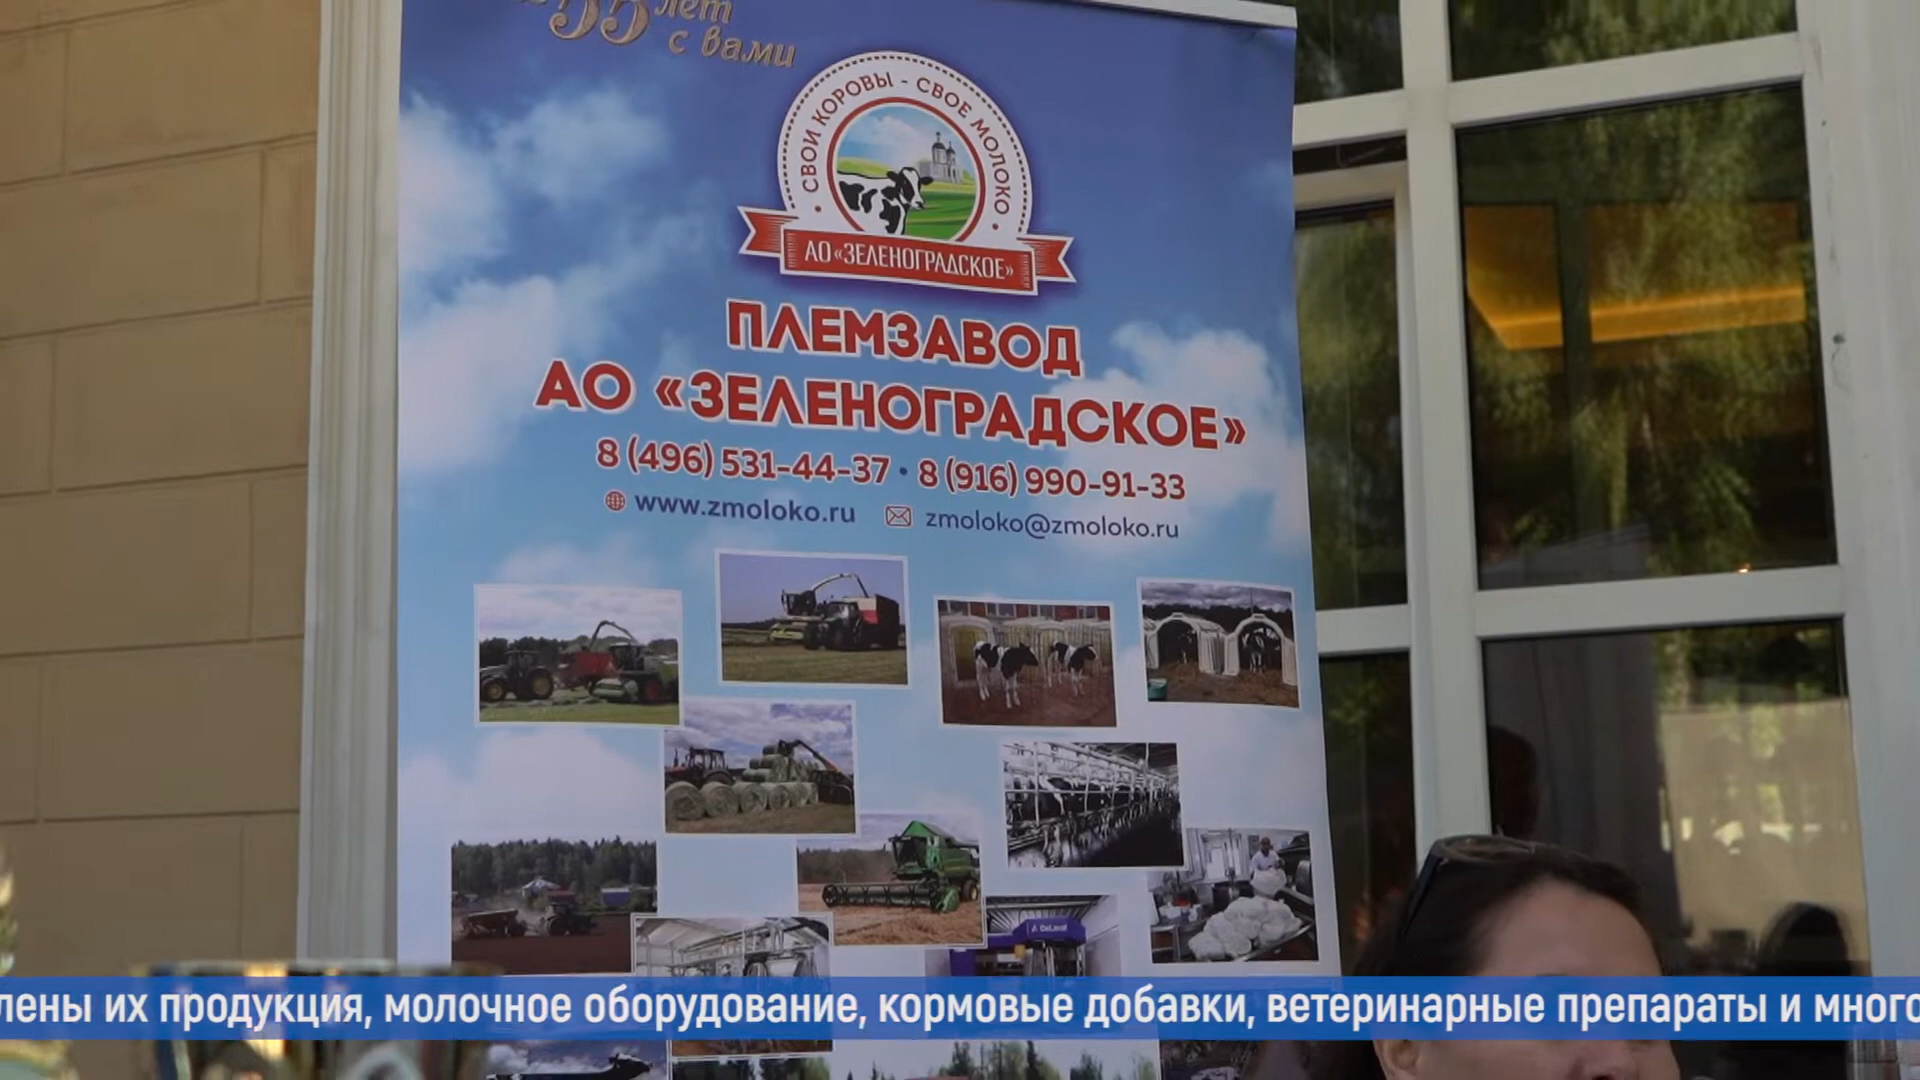 55 лет
с вами
СВОИ КОРОВЫ - СВОЕ МОЛОКО
АО «ЗЕЛЕНОГРАДСКОЕ»
ПЛЕМЗАВОД
АО «ЗЕЛЕНОГРАДСКОЕ»
8 (496) 531-44-37 • 8 (916) 990-91-33
www.zmoloko.ru zmoloko@zmoloko.ru
DeLaval
лены их продукция, молочное оборудование, кормовые добавки, ветеринарные препараты и много